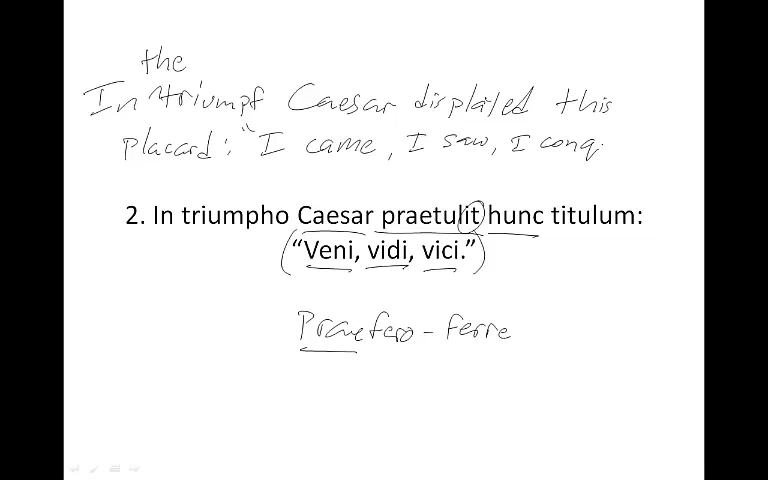 the
In triumpf Caesar displayed this
placard: "I came, I saw, I conq
2. In triumpho Caesar praetulit hunc titulum:
("Veni, vidi, vici.")
Praefero - ferre